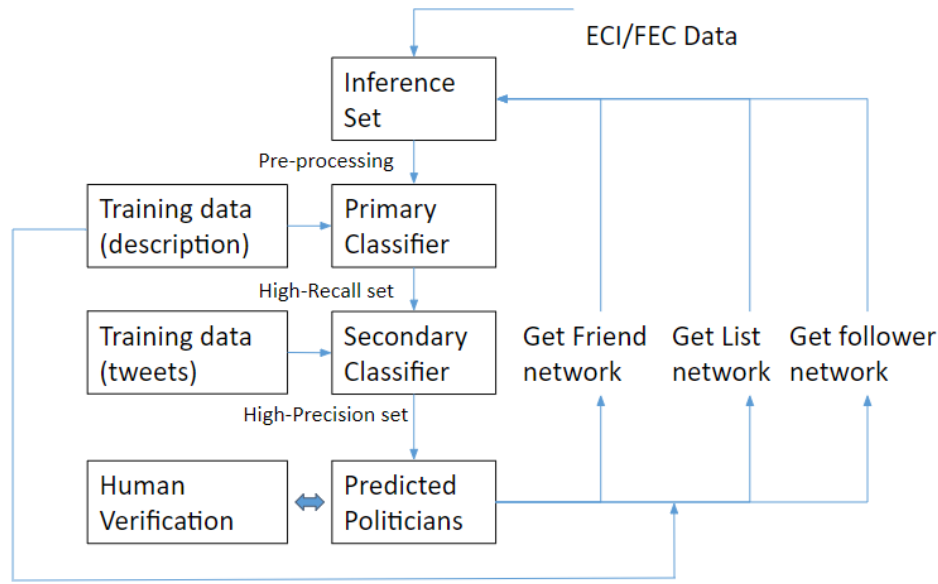 ECI/FEC Data
Inference
Set
Pre-processing
Training data
(description)
Primary
Classifier
High-Recall set
Training data
(tweets)
Secondary
Classifier
Get Friend
network
Get List
network
Get follower
network
High-Precision set
Human
Verification
Predicted
Politicians